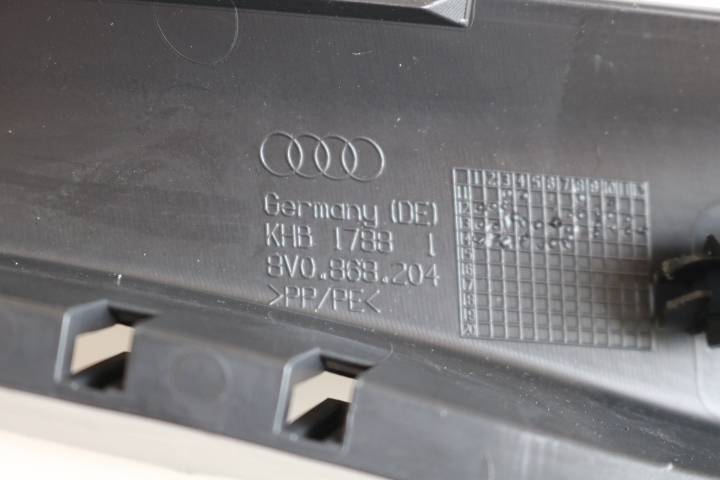 Germany (DE)
KHB 1788 1
8V0.868.204
>PP/PE<